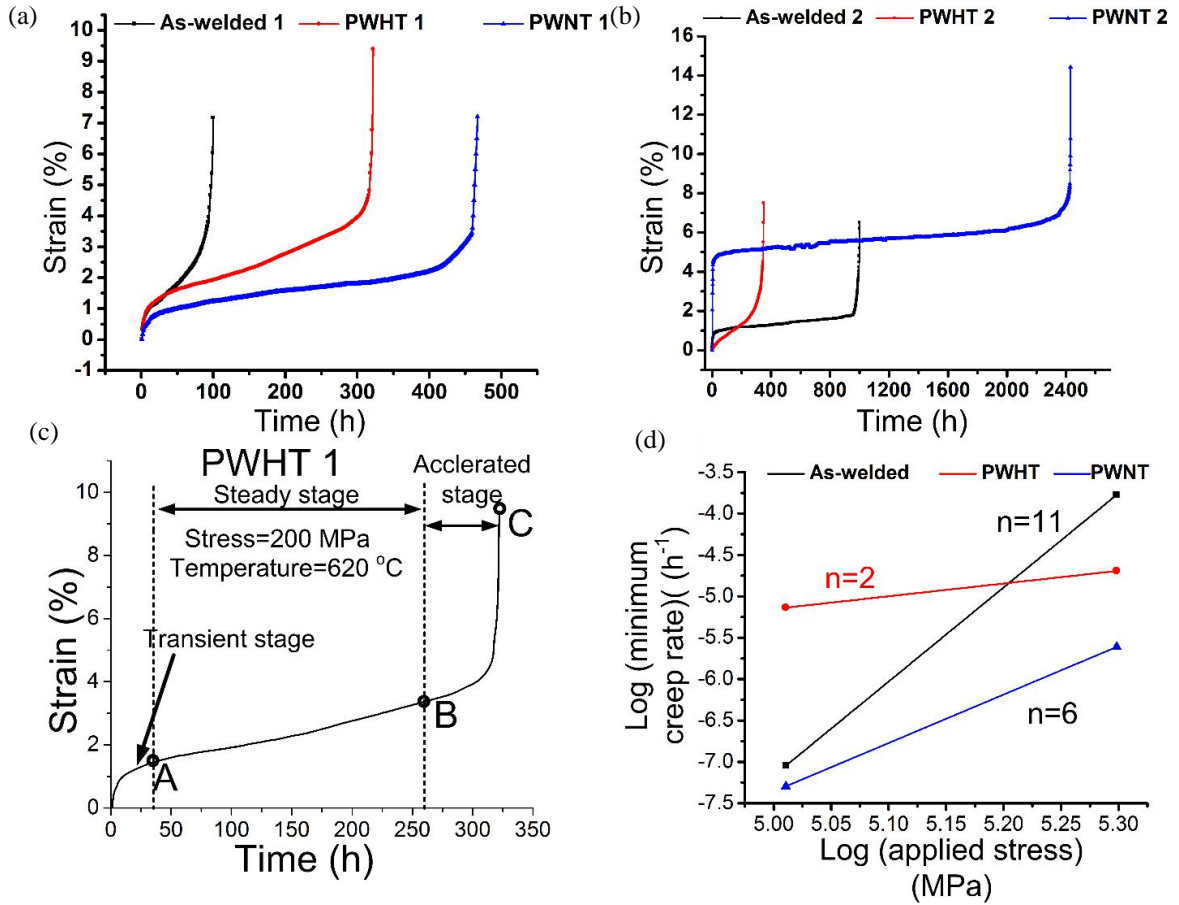 (a)
As-welded 1 PWHT 1 PWNT 1
10
9
8
7
6
5
4
3
2
1
0
-1
Strain (%)
0 100 200 300 400 500
Time (h)
(b)
As-welded 2 PWHT 2 PWNT 2
16
14
12
10
8
6
4
2
0
Strain (%)
0 400 800 1200 1600 2000 2400
Time (h)
(c)
PWHT 1
Acclerated
stage
Steady stage
Stress=200 MPa
Temperature=620 °C
Transient stage
A
B
C
10
8
6
4
2
0
Strain (%)
0 50 100 150 200 250 300 350
Time (h)
(d)
As-welded PWHT PWNT
n=11
n=2
n=6
-3.5
-4.0
-4.5
-5.0
-5.5
-6.0
-6.5
-7.0
-7.5
Log (minimum
creep rate)( (h⁻¹)
5.00 5.05 5.10 5.15 5.20 5.25 5.30
Log (applied stress)
(MPa)